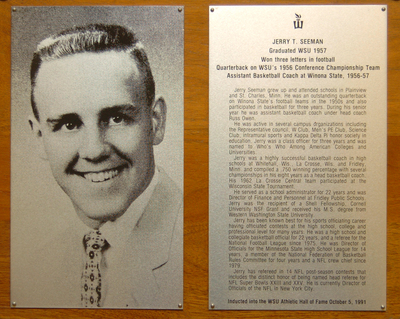 W
JERRY T. SEEMAN
Graduated WSU 1957
Won three letters in football
Quarterback on WSU's 1956 Conference Championship Team
Assistant Basketball Coach at Winona State, 1956-57
Jerry Seeman grew up and attended schools in Plainview
and St. Charles, Minn. He was an outstanding quarterback
on Winona State's football teams in the 1950s and also
participated in baseball for three years. During his senior
year he was assistant basketball under head coach
Russ Owen.
He was active in several campus Organizations including
the Representative council, W Club, Men's PE Club, Science
Club, Intramural sports and Kappa Delta Pi honor society in
education. Jerry was a class officer for three years and was
named to Who's Who Among American Colleges and
Universities.
Jerry was a highly successful basketball coach in high
schools at Whitehall, Wis., La Crosse, Wis., and Fridley,
Minn. and compiled a .750 winning percentage with several
championships in his eight years as a head basketball coach.
His 1962 La Crosse Central team participated at the
Wisconsin State Tournament.
He served as a school administrator for 22 years and was
Director of Finance and Personnel at Fridley Public Schools.
Jerry was the recipient of a Shell Fellowship, Cornell
University NSF Grant and received his M.S. degree from
Western Washington State University.
Jerry has been known best for his sports officiating career
having officiated contests at the high school, college and
professional level for many years. He was a high school and
collegiate basketball official for 22 years, and a referee for the
National Football League since 1975. He was Director of
Officials for the Minnesota State High School League for 14
years, a member of the National Federation of Basketball
Rules Committee for four years and a NFL crew chief since
1979.
Jerry has refereed in 14 NFL post-season contests, that
includes the distinct honor of being named head referee for
NFL Super Bowls XXIII and XXV. He is currently Director of
Officials of the NFL in New York City.
Inducted into the WSU Athletic Hall of Fame October 5, 1991